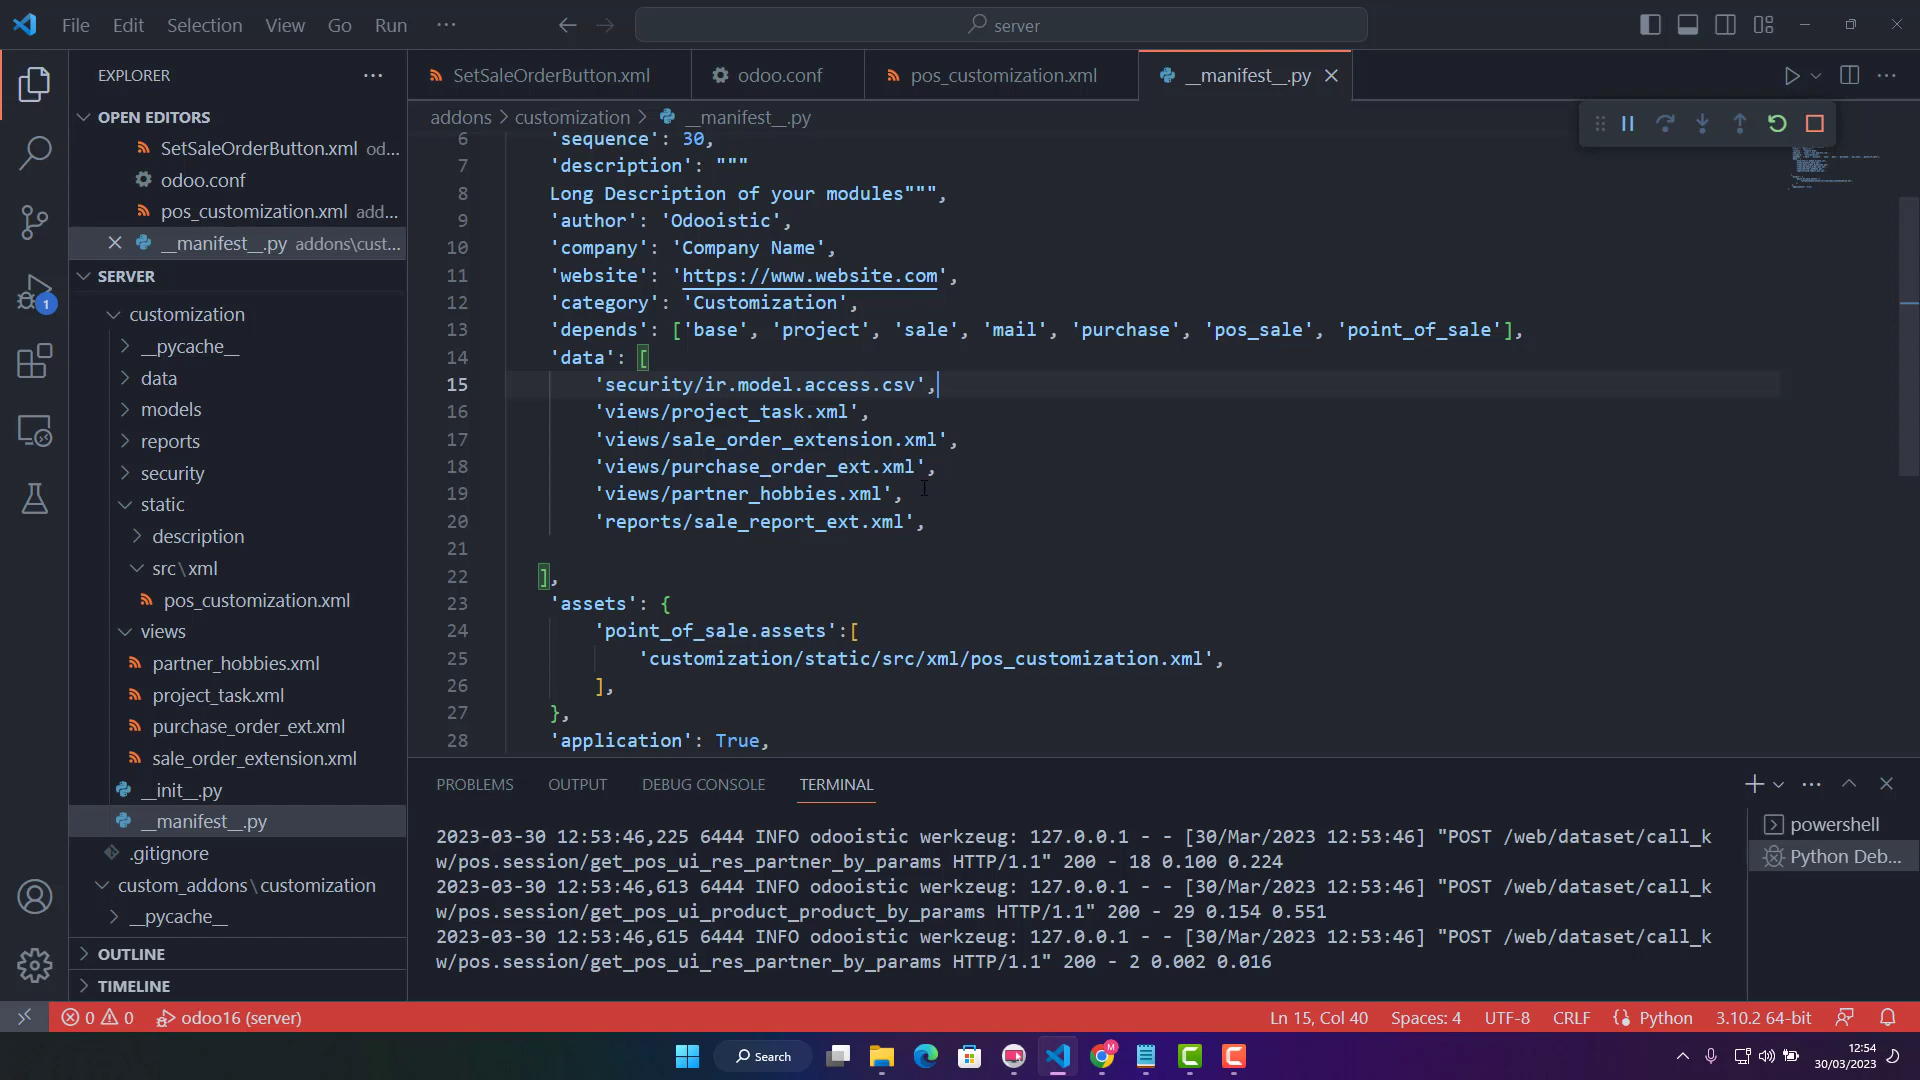 File Edit Selection View Go Run ···
server
EXPLORER
SetSaleOrderButton.xml
odoo.conf
pos_customization.xml
__manifest__.py
OPEN EDITORS
SetSaleOrderButton.xml od...
odoo.conf
pos_customization.xml add...
__manifest__.py addons\cust...
SERVER
customization
__pycache__
data
models
reports
security
static
description
src\xml
pos_customization.xml
views
partner_hobbies.xml
project_task.xml
purchase_order_ext.xml
sale_order_extension.xml
__init__.py
__manifest__.py
.gitignore
custom_addons\customization
__pycache__
OUTLINE
TIMELINE
addons > customization > __manifest__.py
6 'sequence': 30,
7 'description': """
8 Long Description of your modules""",
9 'author': 'Odooistic',
10 'company': 'Company Name',
11 'website': 'https://www.website.com',
12 'category': 'Customization',
13 'depends': ['base', 'project', 'sale', 'mail', 'purchase', 'pos_sale', 'point_of_sale'],
14 'data': [
15 'security/ir.model.access.csv',
16 'views/project_task.xml',
17 'views/sale_order_extension.xml',
18 'views/purchase_order_ext.xml',
19 'views/partner_hobbies.xml',
20 'reports/sale_report_ext.xml',
21
22 ],
23 'assets': {
24 'point_of_sale.assets':[
25 'customization/static/src/xml/pos_customization.xml',
26 ],
27 },
28 'application': True,
PROBLEMS OUTPUT DEBUG CONSOLE TERMINAL
2023-03-30 12:53:46,225 6444 INFO odooistic werkzeug: 127.0.0.1 - - [30/Mar/2023 12:53:46] "POST /web/dataset/call_k
w/pos.session/get_pos_ui_res_partner_by_params HTTP/1.1" 200 - 18 0.100 0.224
2023-03-30 12:53:46,613 6444 INFO odooistic werkzeug: 127.0.0.1 - - [30/Mar/2023 12:53:46] "POST /web/dataset/call_k
w/pos.session/get_pos_ui_product_product_by_params HTTP/1.1" 200 - 29 0.154 0.551
2023-03-30 12:53:46,615 6444 INFO odooistic werkzeug: 127.0.0.1 - - [30/Mar/2023 12:53:46] "POST /web/dataset/call_k
w/pos.session/get_pos_ui_res_partner_by_params HTTP/1.1" 200 - 2 0.002 0.016
powershell
Python Deb...
1
0 0 odoo16 (server)
Ln 15, Col 40 Spaces: 4 UTF-8 CRLF Python 3.10.2 64-bit
Search
M
12:54
30/03/2023